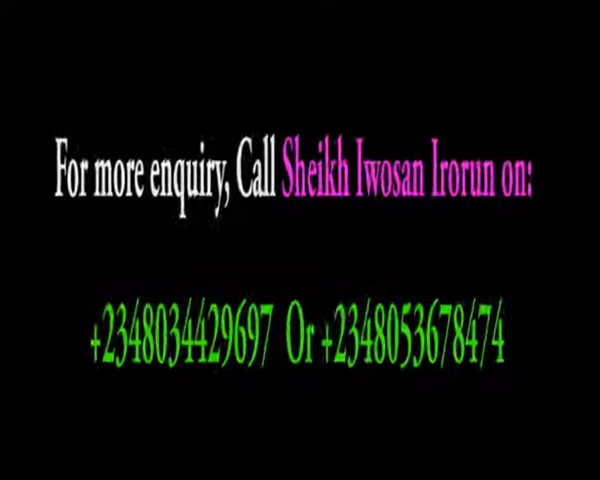 For more enquiry, Call Sheikh Iwosan Irorun on:
+2348034429697 Or +2348053678474